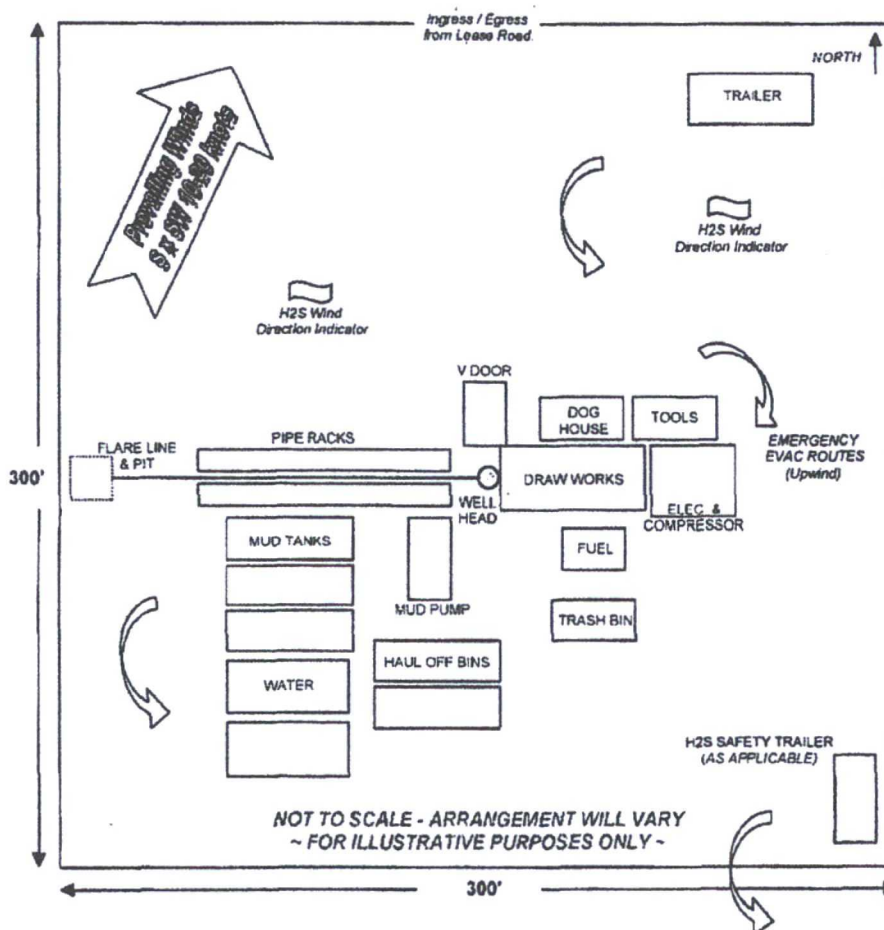 Ingress / Egress
from Lease Road
NORTH
TRAILER
Prevailing Winds
S x SW 10-20 knots
H2S Wind
Direction Indicator
H2S Wind
Direction Indicator
V DOOR
DOG
HOUSE
TOOLS
EMERGENCY
EVAC ROUTES
(Upwind)
PIPE RACKS
FLARE LINE
& PIT
300'
DRAW WORKS
WELL
HEAD
ELEC &
COMPRESSOR
MUD TANKS
FUEL
MUD PUMP
TRASH BIN
HAUL OFF BINS
WATER
H2S SAFETY TRAILER
(AS APPLICABLE)
NOT TO SCALE - ARRANGEMENT WILL VARY
~ FOR ILLUSTRATIVE PURPOSES ONLY ~
300'